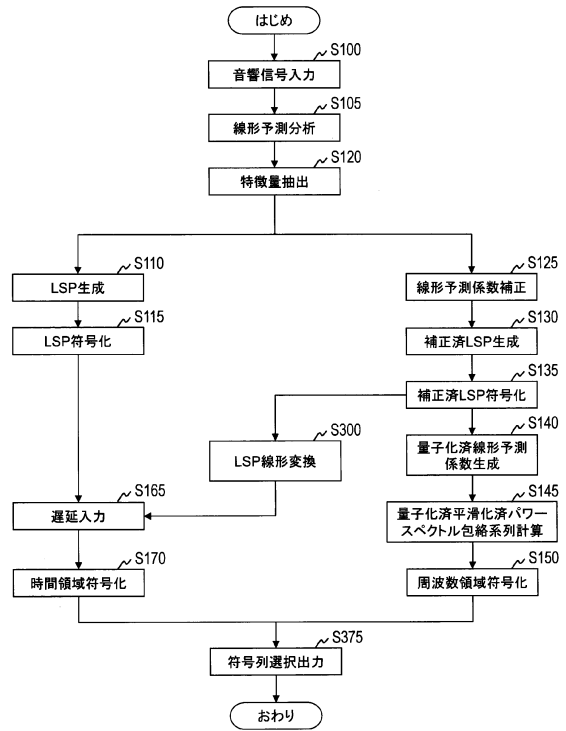 はじめ
S100
音響信号入力
S105
線形予測分析
S120
特徴量抽出
S110
LSP生成
S115
LSP符号化
S125
線形予測係数補正
S130
補正済LSP生成
S135
補正済LSP符号化
S300
LSP線形変換
S140
量子化済線形予測
係数生成
S165
遅延入力
S145
量子化済平滑化済パワー
スペクトル包絡系列計算
S170
時間領域符号化
S150
周波数領域符号化
S375
符号列選択出力
おわり